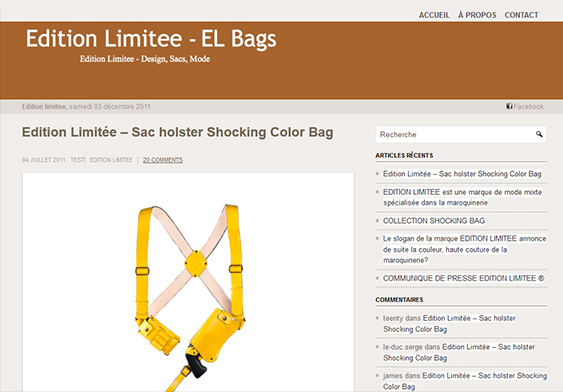 ACCUEIL À PROPOS CONTACT
Edition Limitee - EL Bags
Edition Limitee - Design, Sacs, Mode
Edition limitee, samedi 03 décembre 2011
Facebook
Edition Limitée – Sac holster Shocking Color Bag
04 JUILLET 2011 TEST| EDITION LIMITEE | 20 COMMENTS
Recherche
ARTICLES RÉCENTS
Edition Limitée – Sac holster Shocking Color Bag
EDITION LIMITEE est une marque de mode mixte
spécialisée dans la maroquinerie
COLLECTION SHOCKING BAG
Le slogan de la marque EDITION LIMITEE annonce
de suite la couleur, haute couture de la
maroquinerie?
COMMUNIQUE DE PRESSE EDITION LIMITEE ®
COMMENTAIRES
teenty dans Edition Limitée – Sac holster
Shocking Color Bag
le-duc.serge dans Edition Limitée – Sac holster
Shocking Color Bag
james dans Edition Limitée – Sac holster Shocking
Color Bag